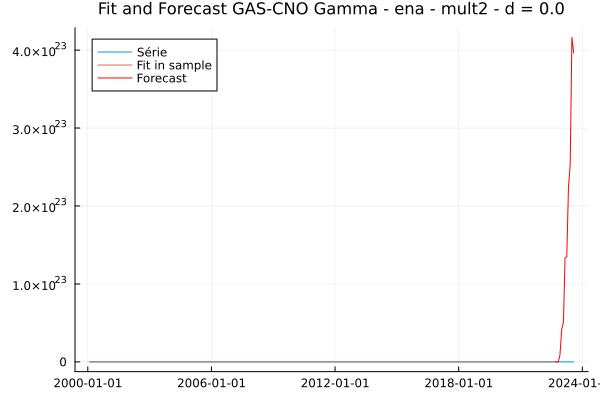 Fit and Forecast GAS-CNO Gamma - ena - mult2 - d = 0.0
Série
Fit in sample
Forecast
4.0×10²³
3.0×10²³
2.0×10²³
1.0×10²³
0
2000-01-01 2006-01-01 2012-01-01 2018-01-01 2024-01-